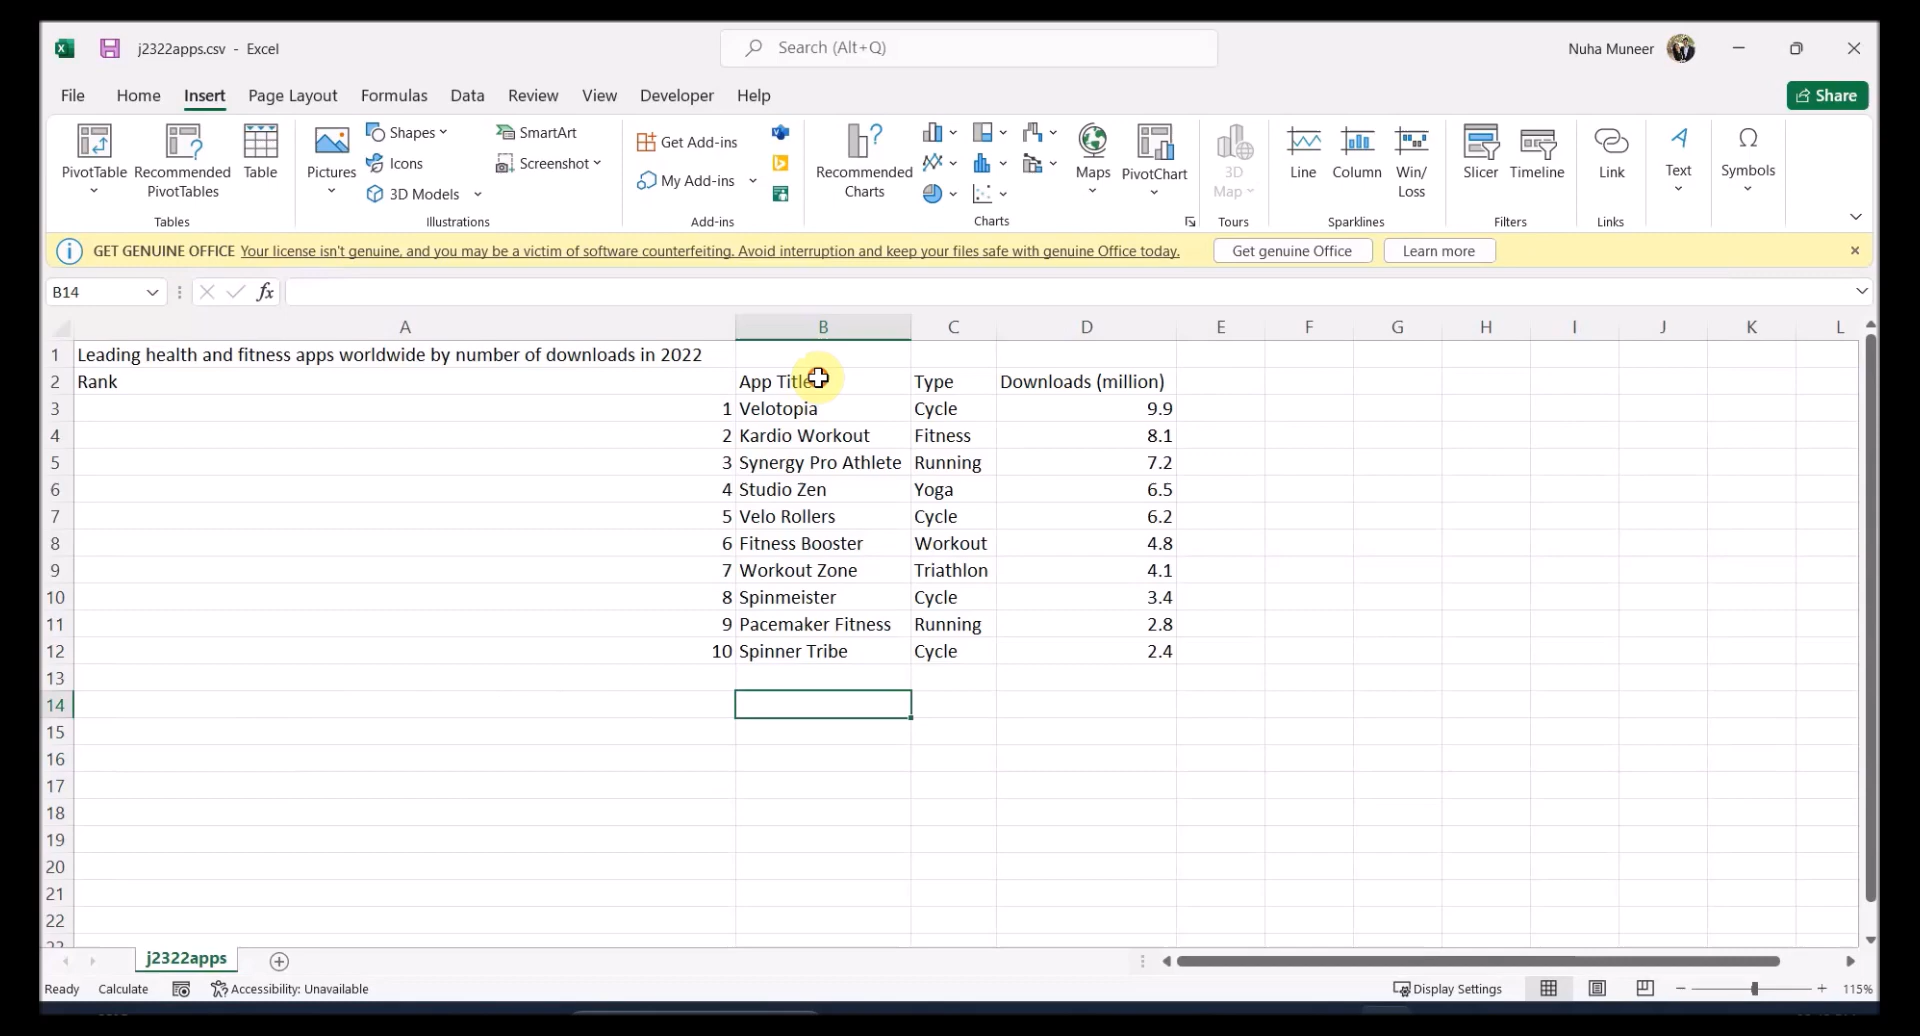 j2322apps.csv - Excel
Search (Alt+Q)
Nuha Muneer
File Home Insert Page Layout Formulas Data Review View Developer Help
Share
PivotTable
Recommended PivotTables
Table
Tables
Pictures
Shapes
Icons
3D Models
SmartArt
Screenshot
Illustrations
Get Add-ins
My Add-ins
Add-ins
Recommended Charts
Maps
PivotChart
Charts
3D Map
Tours
Line
Column
Win/ Loss
Sparklines
Slicer
Timeline
Filters
Link
Links
Text
Symbols
GET GENUINE OFFICE Your license isn't genuine, and you may be a victim of software counterfeiting. Avoid interruption and keep your files safe with genuine Office today. Get genuine Office Learn more
B14 fx
A B C D E F G H I J K L
1 Leading health and fitness apps worldwide by number of downloads in 2022
2 Rank App Title Type Downloads (million)
3 1 Velotopia Cycle 9.9
4 2 Kardio Workout Fitness 8.1
5 3 Synergy Pro Athlete Running 7.2
6 4 Studio Zen Yoga 6.5
7 5 Velo Rollers Cycle 6.2
8 6 Fitness Booster Workout 4.8
9 7 Workout Zone Triathlon 4.1
10 8 Spinmeister Cycle 3.4
11 9 Pacemaker Fitness Running 2.8
12 10 Spinner Tribe Cycle 2.4
13
14
15
16
17
18
19
20
21
22
j2322apps
Ready Calculate Accessibility: Unavailable Display Settings 115%